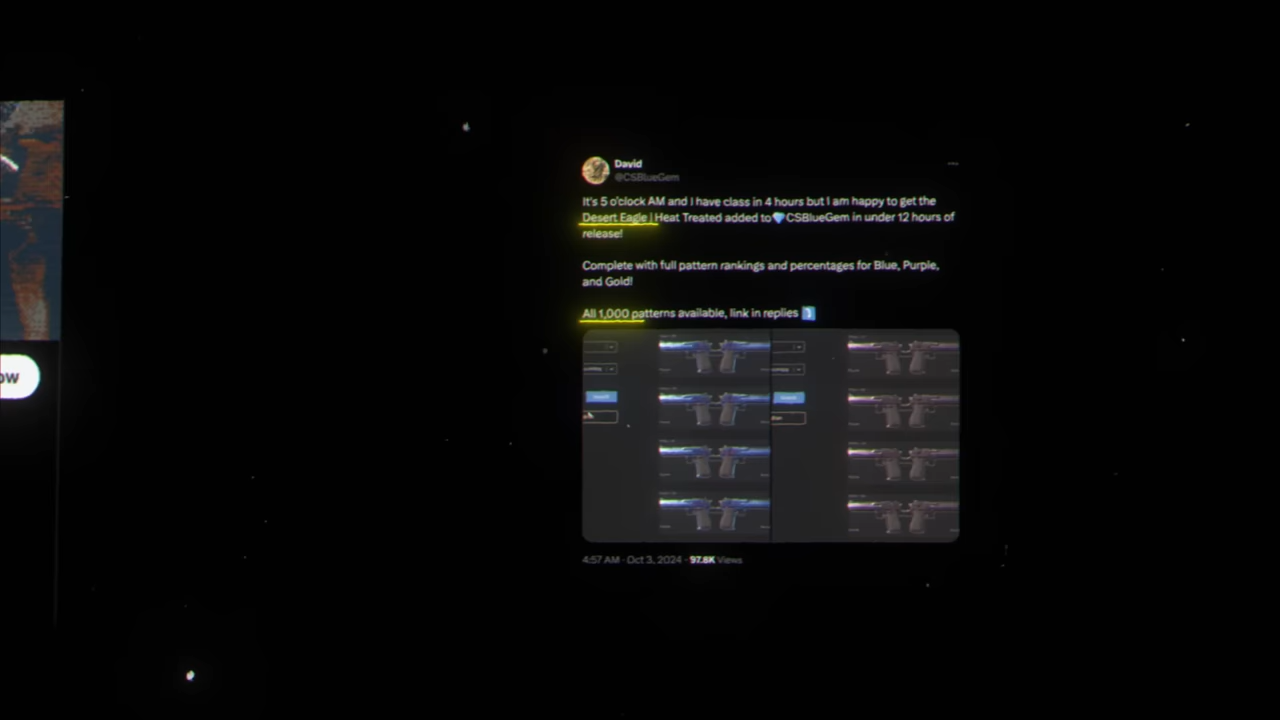 ow
David
@CSBlueGem
It's 5 o'clock AM and I have class in 4 hours but I am happy to get the
Desert Eagle | Heat Treated added to💎CSBlueGem in under 12 hours of
release!
Complete with full pattern rankings and percentages for Blue, Purple,
and Gold!
All 1,000 patterns available, link in replies
4:57 AM · Oct 3, 2024 · 97.6K Views